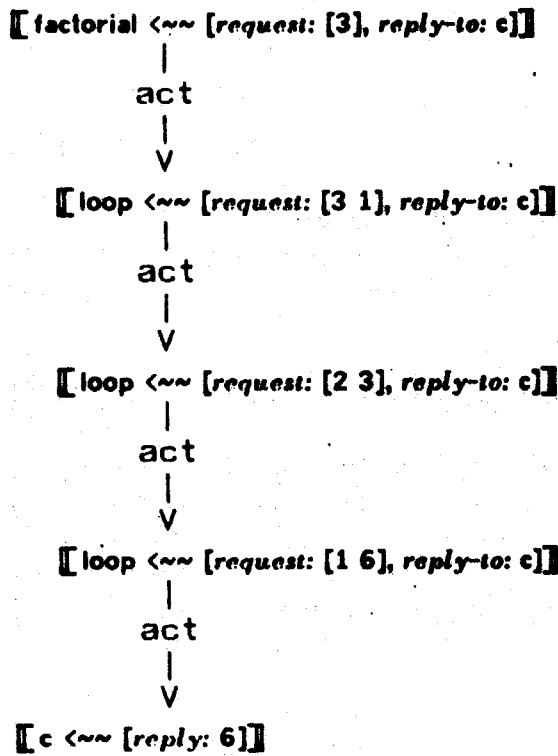 ⟦ factorial <~~ [request: [3], reply-to: c]⟧
|
act
|
V
⟦ loop <~~ [request: [3 1], reply-to: c]⟧
|
act
|
V
⟦ loop <~~ [request: [2 3], reply-to: c]⟧
|
act
|
V
⟦ loop <~~ [request: [1 6], reply-to: c]⟧
|
act
|
V
⟦ c <~~ [reply: 6]⟧